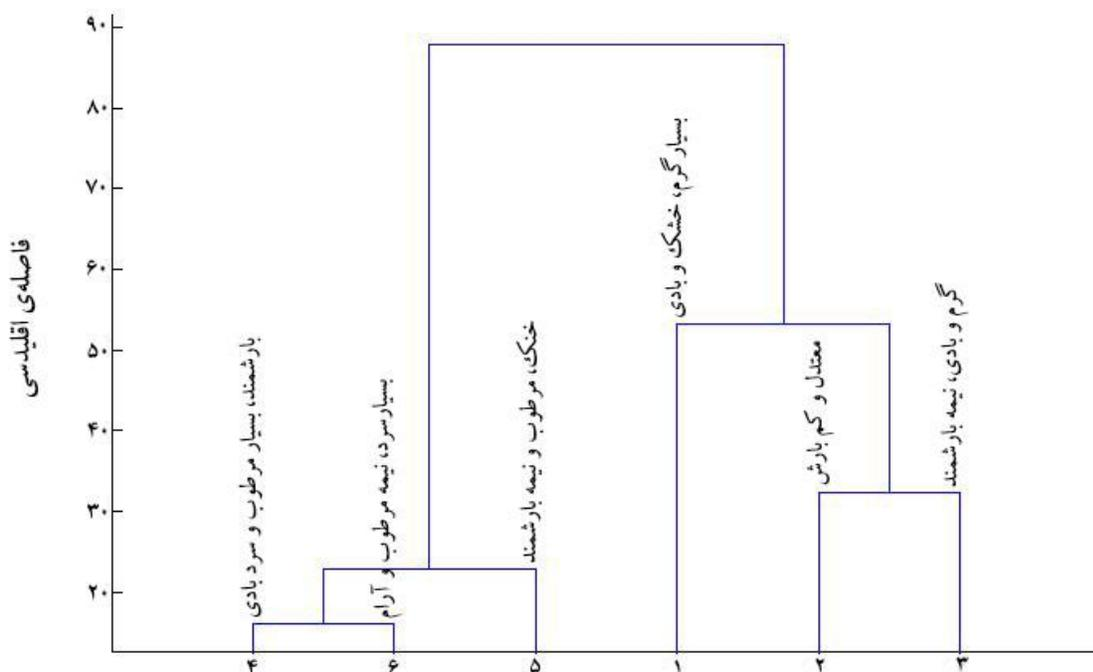 فاصله‌ی اقلیدسی
۹۰
۸۰
۷۰
۶۰
۵۰
۴۰
۳۰
۲۰
بارشمند، بسیار مرطوب و سرد بادی
بسیار سرد، نیمه مرطوب و آرام
خنک، مرطوب و نیمه بارشمند
بسیار گرم، خشک و بادی
معتدل و کم بارش
گرم و بادی، نیمه بارشمند
۴ ۶ ۵ ۱ ۲ ۳